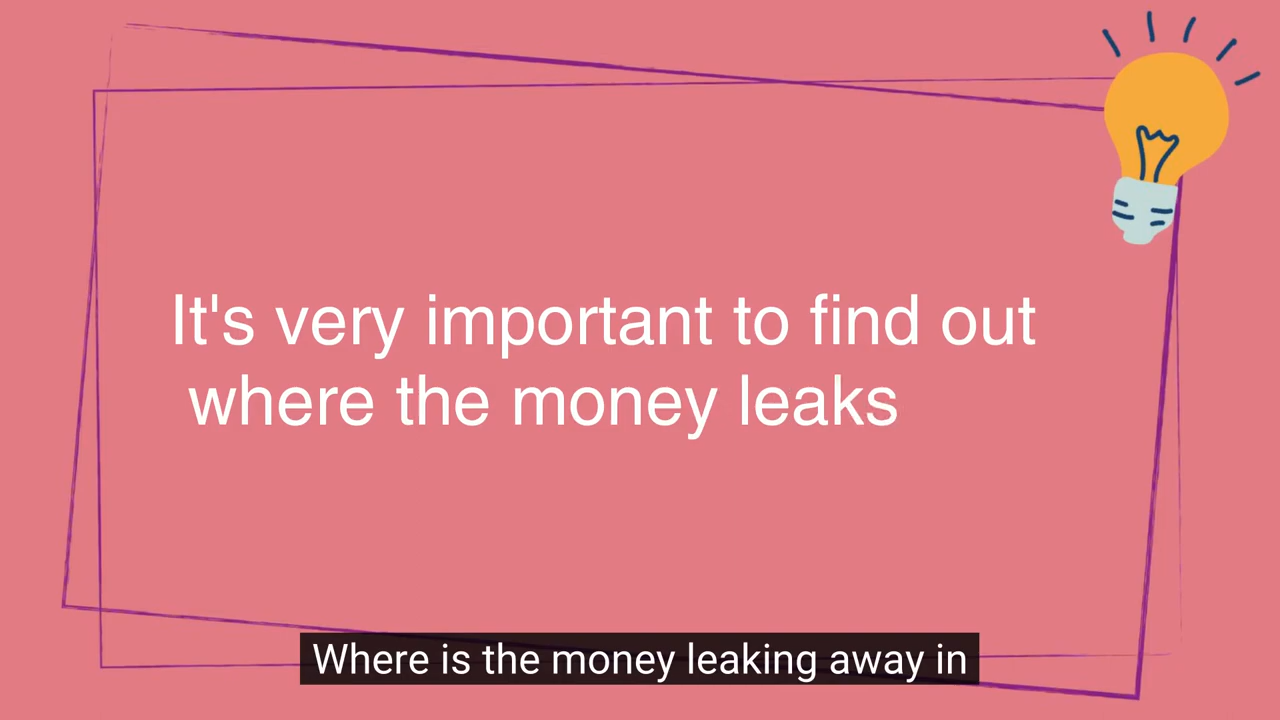 It's very important to find out
where the money leaks
Where is the money leaking away in